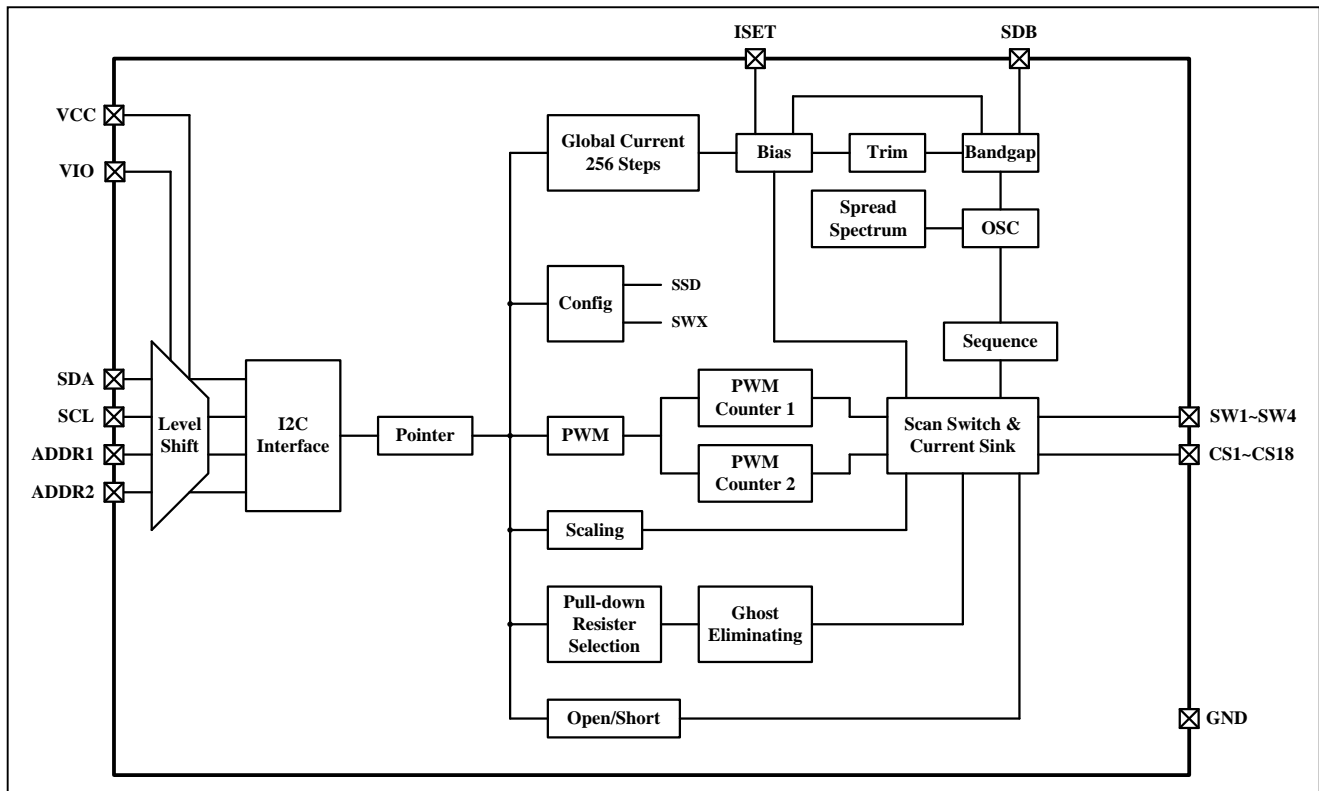 ISET
SDB
VCC
VIO
Global Current
256 Steps
Bias
Trim
Bandgap
Spread
Spectrum
OSC
Config
SSD
SWX
Sequence
SDA
SCL
ADDR1
ADDR2
Level
Shift
I2C
Interface
Pointer
PWM
PWM
Counter 1
PWM
Counter 2
Scan Switch &
Current Sink
SW1~SW4
CS1~CS18
Scaling
Pull-down
Resister
Selection
Ghost
Eliminating
Open/Short
GND